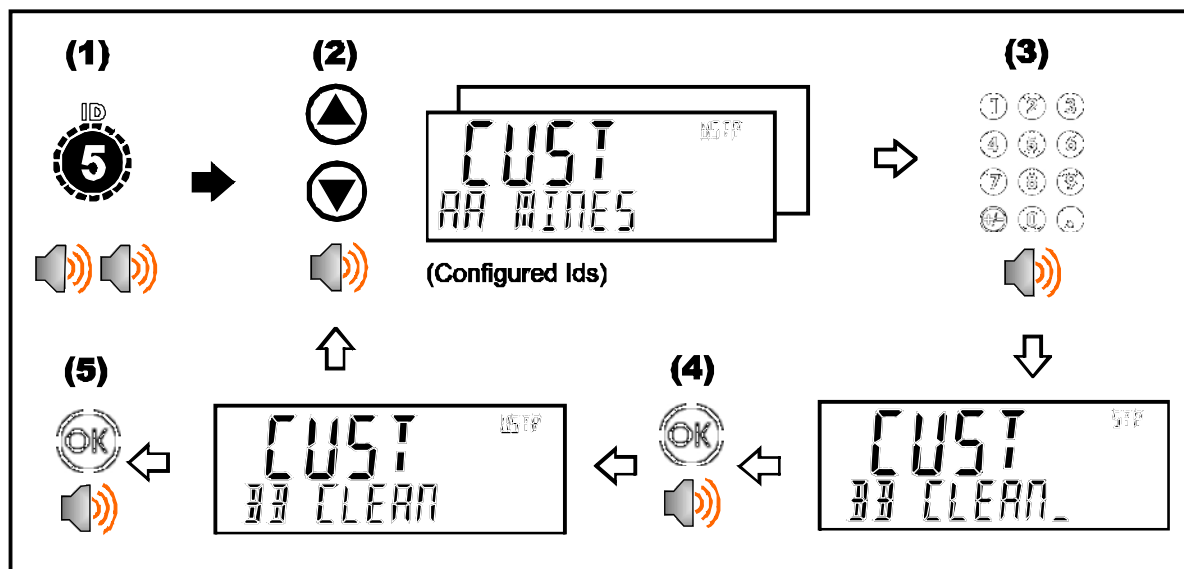 (1)
ID
5
(2)
CUST
AA MINES
(Configured Ids)
(3)
1 2 3
4 5 6
7 8 9
+/- 0 .
(5)
OK
CUST
BB CLEAN
(4)
OK
CUST
BB CLEAN_